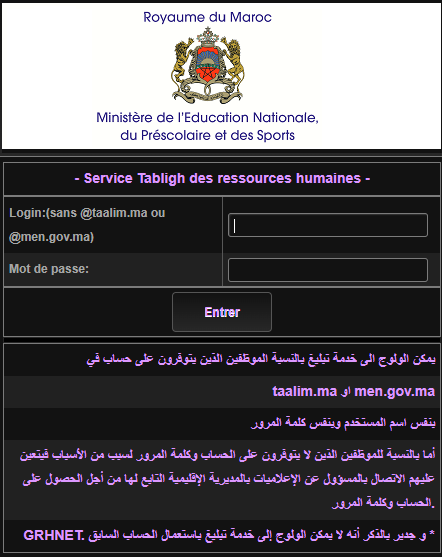 Royaume du Maroc
Ministère de l'Education Nationale,
du Préscolaire et des Sports
- Service Tabligh des ressources humaines -
Login:(sans @taalim.ma ou
@men.gov.ma)
Mot de passe:
Entrer
يمكن الولوج الى خدمة تبليغ بالنسبة الموظفين الذين يتوفرون على حساب في
taalim.ma او men.gov.ma
بنفس اسم المستخدم وبنفس كلمة المرور
أما بالنسبة للموظفين الذين لا يتوفرون على الحساب وكلمة المرور لسبب من الأسباب فيتعين
عليهم الاتصال بالمسؤول عن الإعلاميات بالمديرية الإقليمية التابع لها من أجل الحصول على
.الحساب وكلمة المرور
* و جدير بالذكر أنه لا يمكن الولوج إلى خدمة تبليغ باستعمال الحساب السابق .GRHNET